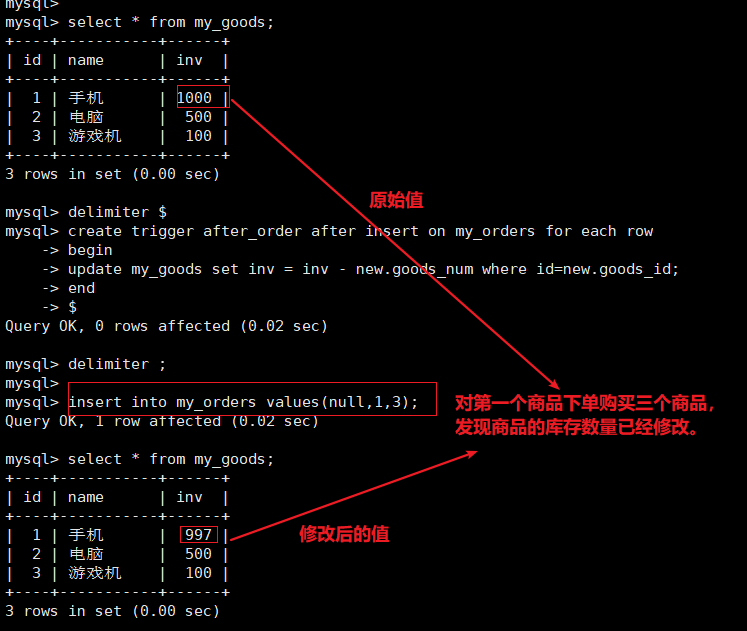 mysql>
mysql> select * from my_goods;
+----+-----------+------+
| id | name      | inv  |
+----+-----------+------+
|  1 | 手机      | 1000 |
|  2 | 电脑      |  500 |
|  3 | 游戏机    |  100 |
+----+-----------+------+
3 rows in set (0.00 sec)
原始值
mysql> delimiter $
mysql> create trigger after_order after insert on my_orders for each row
    -> begin
    -> update my_goods set inv = inv - new.goods_num where id=new.goods_id;
    -> end
    -> $
Query OK, 0 rows affected (0.02 sec)
mysql> delimiter ;
mysql>
mysql> insert into my_orders values(null,1,3);
Query OK, 1 row affected (0.02 sec)
对第一个商品下单购买三个商品，
发现商品的库存数量已经修改。
mysql> select * from my_goods;
+----+-----------+------+
| id | name      | inv  |
+----+-----------+------+
|  1 | 手机      |  997 |
|  2 | 电脑      |  500 |
|  3 | 游戏机    |  100 |
+----+-----------+------+
3 rows in set (0.00 sec)
修改后的值